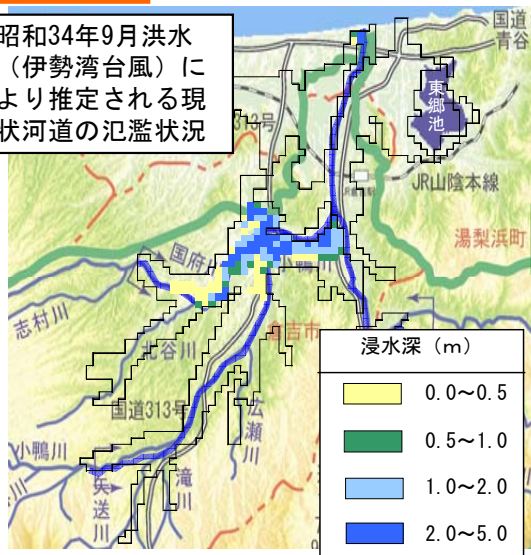 昭和34年9月洪水
（伊勢湾台風）に
より推定される現
状河道の氾濫状況
国道
青谷
313号
東郷池
JR山陰本線
湯梨浜町
国府
小鴨川
志村川
北谷川
国道313号
広瀬川
小鴨川
矢送川
滝川
浸水深（m）
0.0～0.5
0.5～1.0
1.0～2.0
2.0～5.0